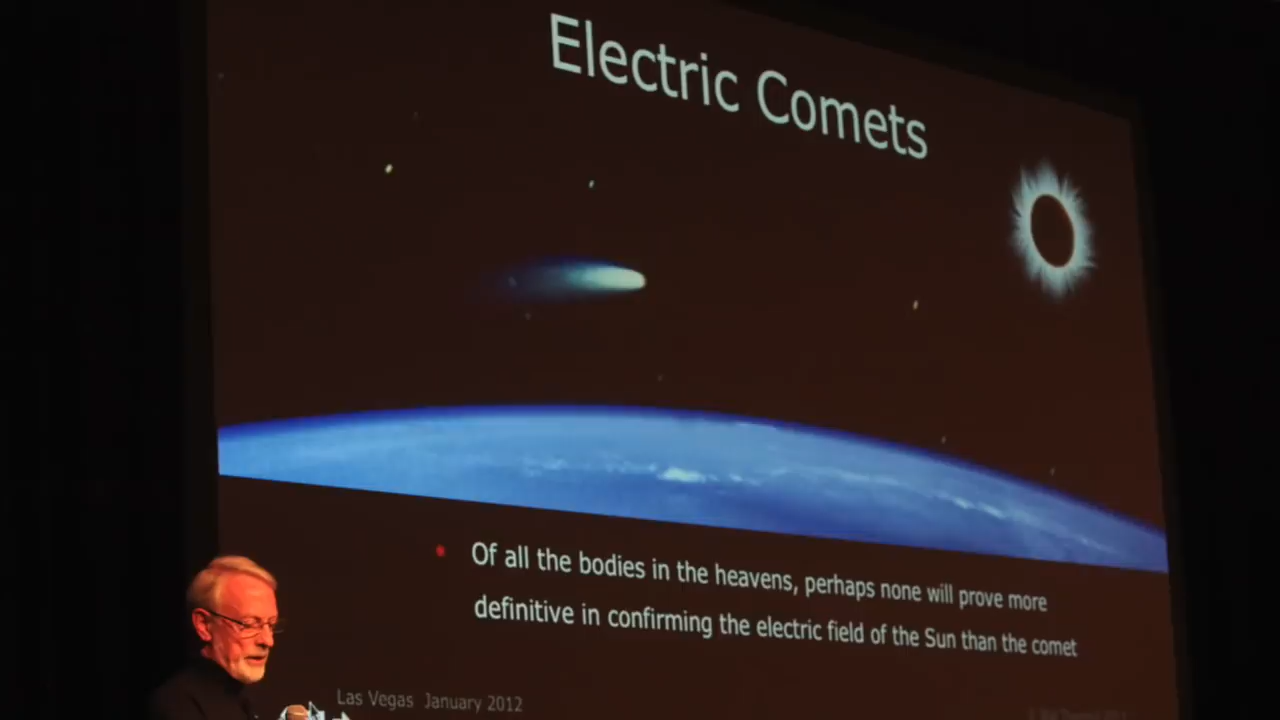 Electric Comets
Of all the bodies in the heavens, perhaps none will prove more
definitive in confirming the electric field of the Sun than the comet
Las Vegas January 2012